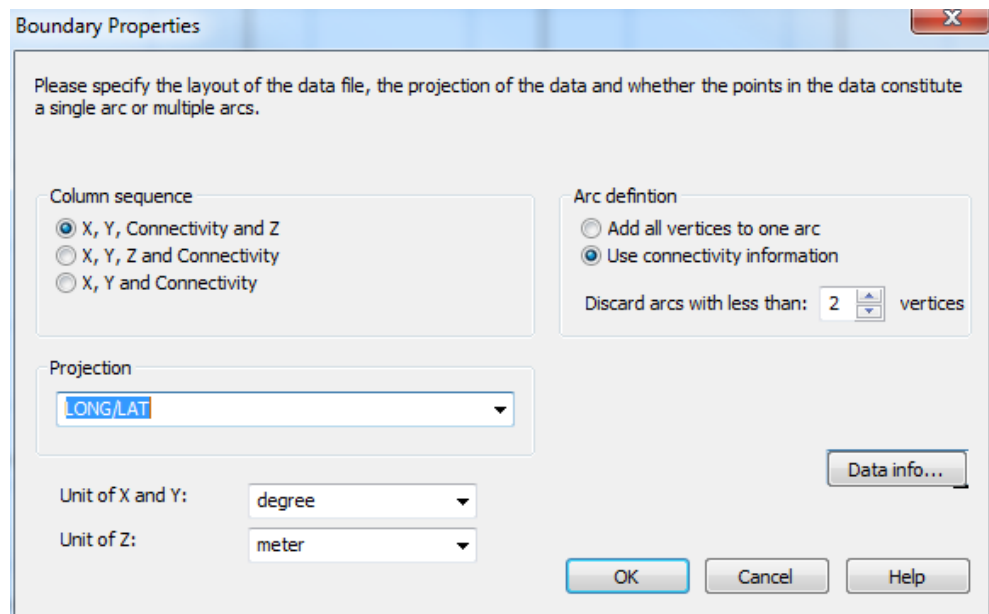 Boundary Properties
Please specify the layout of the data file, the projection of the data and whether the points in the data constitute
a single arc or multiple arcs.
Column sequence
X, Y, Connectivity and Z
X, Y, Z and Connectivity
X, Y and Connectivity
Arc defintion
Add all vertices to one arc
Use connectivity information
Discard arcs with less than: 2 vertices
Projection
LONG/LAT
Data info...
Unit of X and Y: degree
Unit of Z: meter
OK Cancel Help